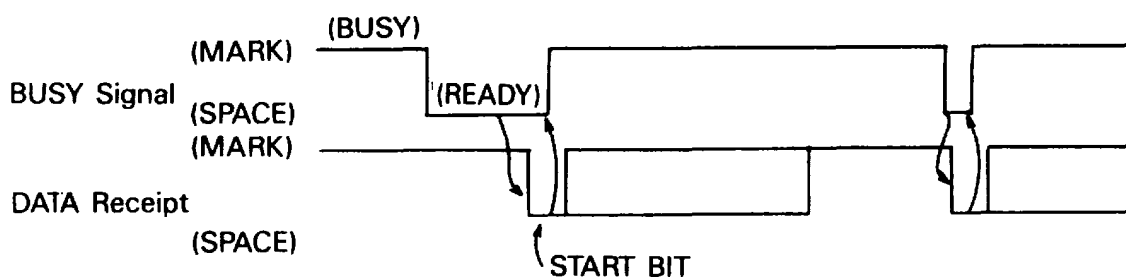 (BUSY)
(MARK)
BUSY Signal
(READY)
(SPACE)
(MARK)
DATA Receipt
(SPACE)
START BIT